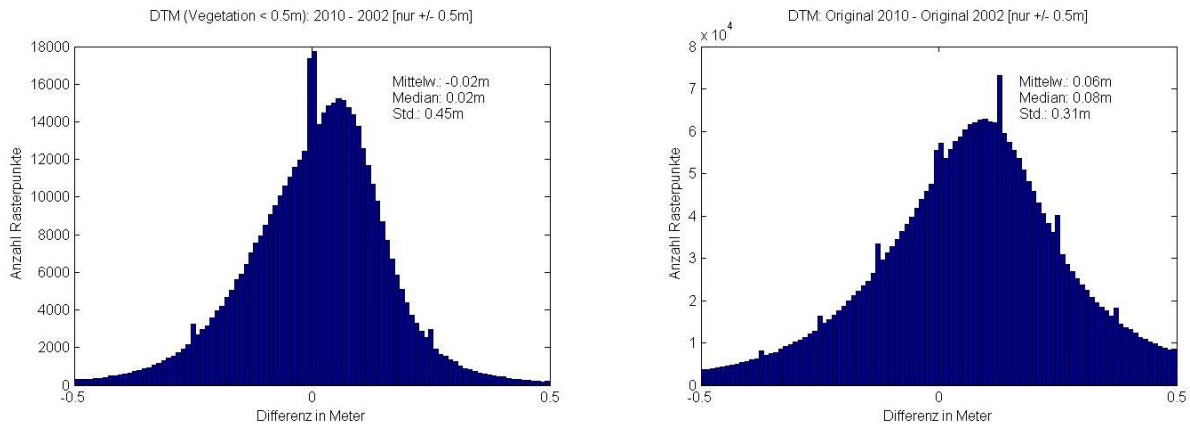 DTM (Vegetation < 0.5m): 2010 - 2002 [nur +/- 0.5m]
18000
16000
14000
12000
10000
8000
6000
4000
2000
0
Anzahl Rasterpunkte
Mittelw.: -0.02m
Median: 0.02m
Std.: 0.45m
-0.5
0
0.5
Differenz in Meter
DTM: Original 2010 - Original 2002 [nur +/- 0.5m]
x 10^4
8
7
6
5
4
3
2
1
0
Anzahl Rasterpunkte
Mittelw.: 0.06m
Median: 0.08m
Std.: 0.31m
-0.5
0
0.5
Differenz in Meter